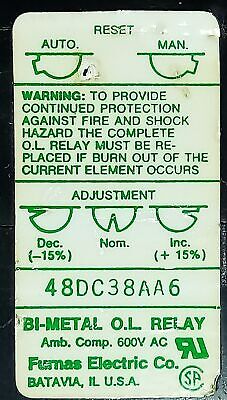 RESET
AUTO. MAN.
WARNING: TO PROVIDE
CONTINUED PROTECTION
AGAINST FIRE AND SHOCK
HAZARD THE COMPLETE
O.L. RELAY MUST BE RE-
PLACED IF BURN OUT OF THE
CURRENT ELEMENT OCCURS
ADJUSTMENT
Dec. Nom. Inc.
(-15%) (+ 15%)
48DC38AA6
BI-METAL O.L. RELAY
Amb. Comp. 600V AC
Furnas Electric Co.
BATAVIA, IL U.S.A.